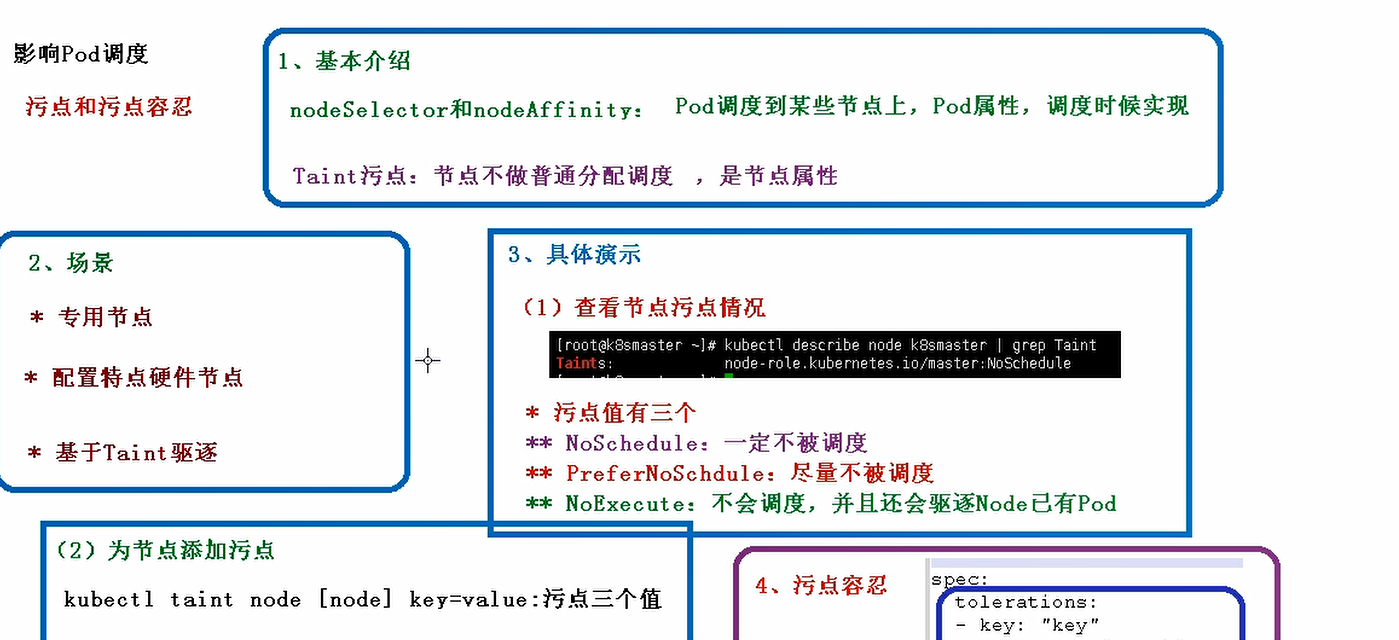 影响Pod调度
污点和污点容忍
1、基本介绍
nodeSelector和nodeAffinity: Pod调度到某些节点上，Pod属性，调度时候实现
Taint污点：节点不做普通分配调度 ，是节点属性
2、场景
* 专用节点
* 配置特点硬件节点
* 基于Taint驱逐
3、具体演示
（1）查看节点污点情况
[root@k8smaster ~]# kubectl describe node k8smaster | grep Taint
Taints: node-role.kubernetes.io/master:NoSchedule
* 污点值有三个
** NoSchedule：一定不被调度
** PreferNoSchdule：尽量不被调度
** NoExecute：不会调度，并且还会驱逐Node已有Pod
（2）为节点添加污点
kubectl taint node [node] key=value:污点三个值
4、污点容忍
spec:
tolerations:
- key: "key"